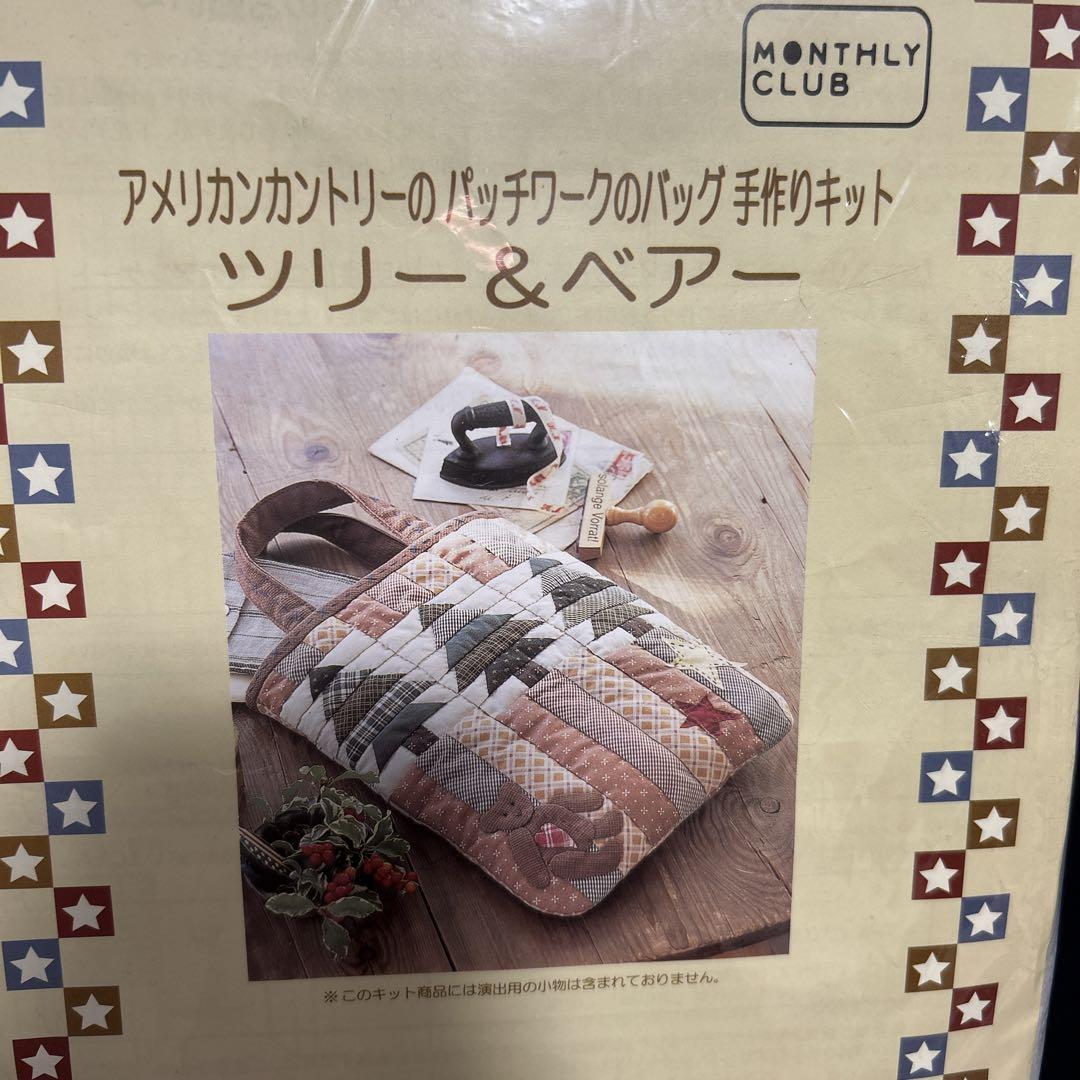 MONTHLY
CLUB
アメリカンカントリーの パッチワークのバッグ 手作りキット
ツリー&ベアー
solange Vorrat!
※このキット商品には演出用の小物は含まれておりません。